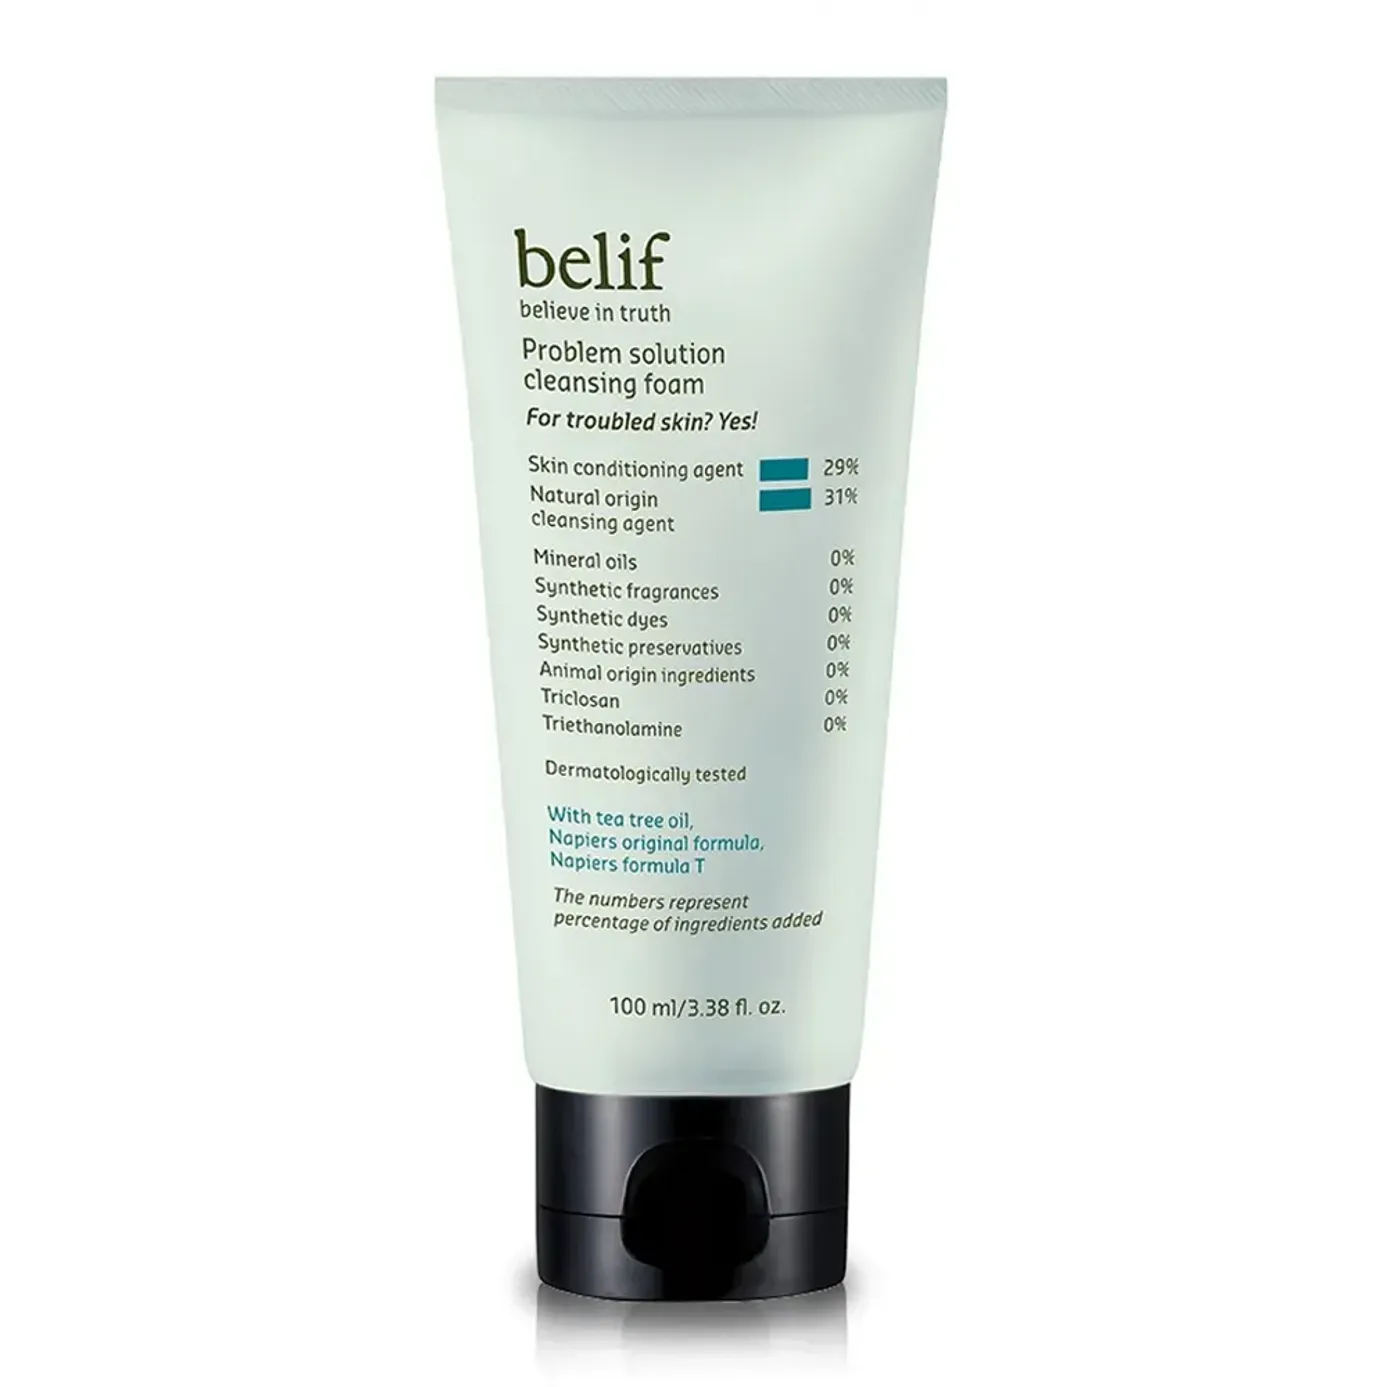 belif
believe in truth
Problem solution
cleansing foam
For troubled skin? Yes!
Skin conditioning agent 29%
Natural origin 31%
cleansing agent
Mineral oils 0%
Synthetic fragrances 0%
Synthetic dyes 0%
Synthetic preservatives 0%
Animal origin ingredients 0%
Triclosan 0%
Triethanolamine 0%
Dermatologically tested
With tea tree oil,
Napiers original formula,
Napiers formula T
The numbers represent
percentage of ingredients added
100 ml/3.38 fl. oz.